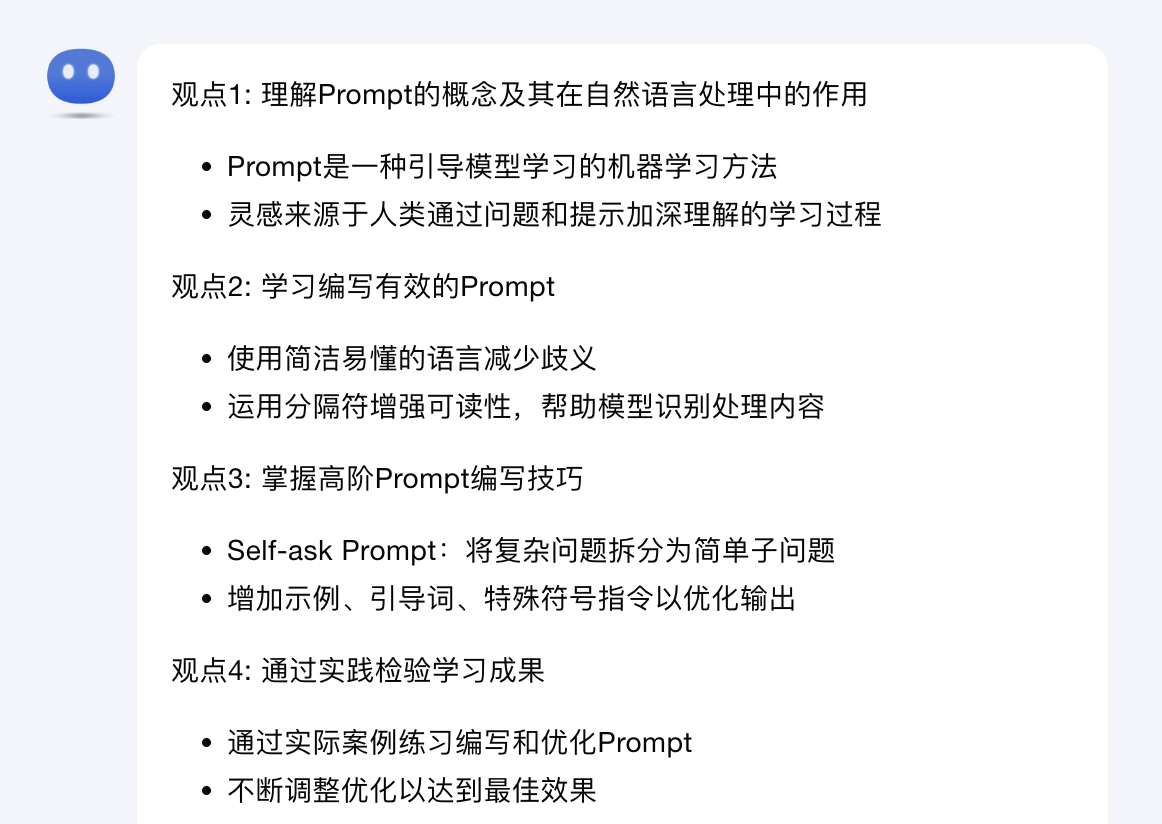 观点1: 理解Prompt的概念及其在自然语言处理中的作用
• Prompt是一种引导模型学习的机器学习方法
• 灵感来源于人类通过问题和提示加深理解的学习过程
观点2: 学习编写有效的Prompt
• 使用简洁易懂的语言减少歧义
• 运用分隔符增强可读性，帮助模型识别处理内容
观点3: 掌握高阶Prompt编写技巧
• Self-ask Prompt：将复杂问题拆分为简单子问题
• 增加示例、引导词、特殊符号指令以优化输出
观点4: 通过实践检验学习成果
• 通过实际案例练习编写和优化Prompt
• 不断调整优化以达到最佳效果